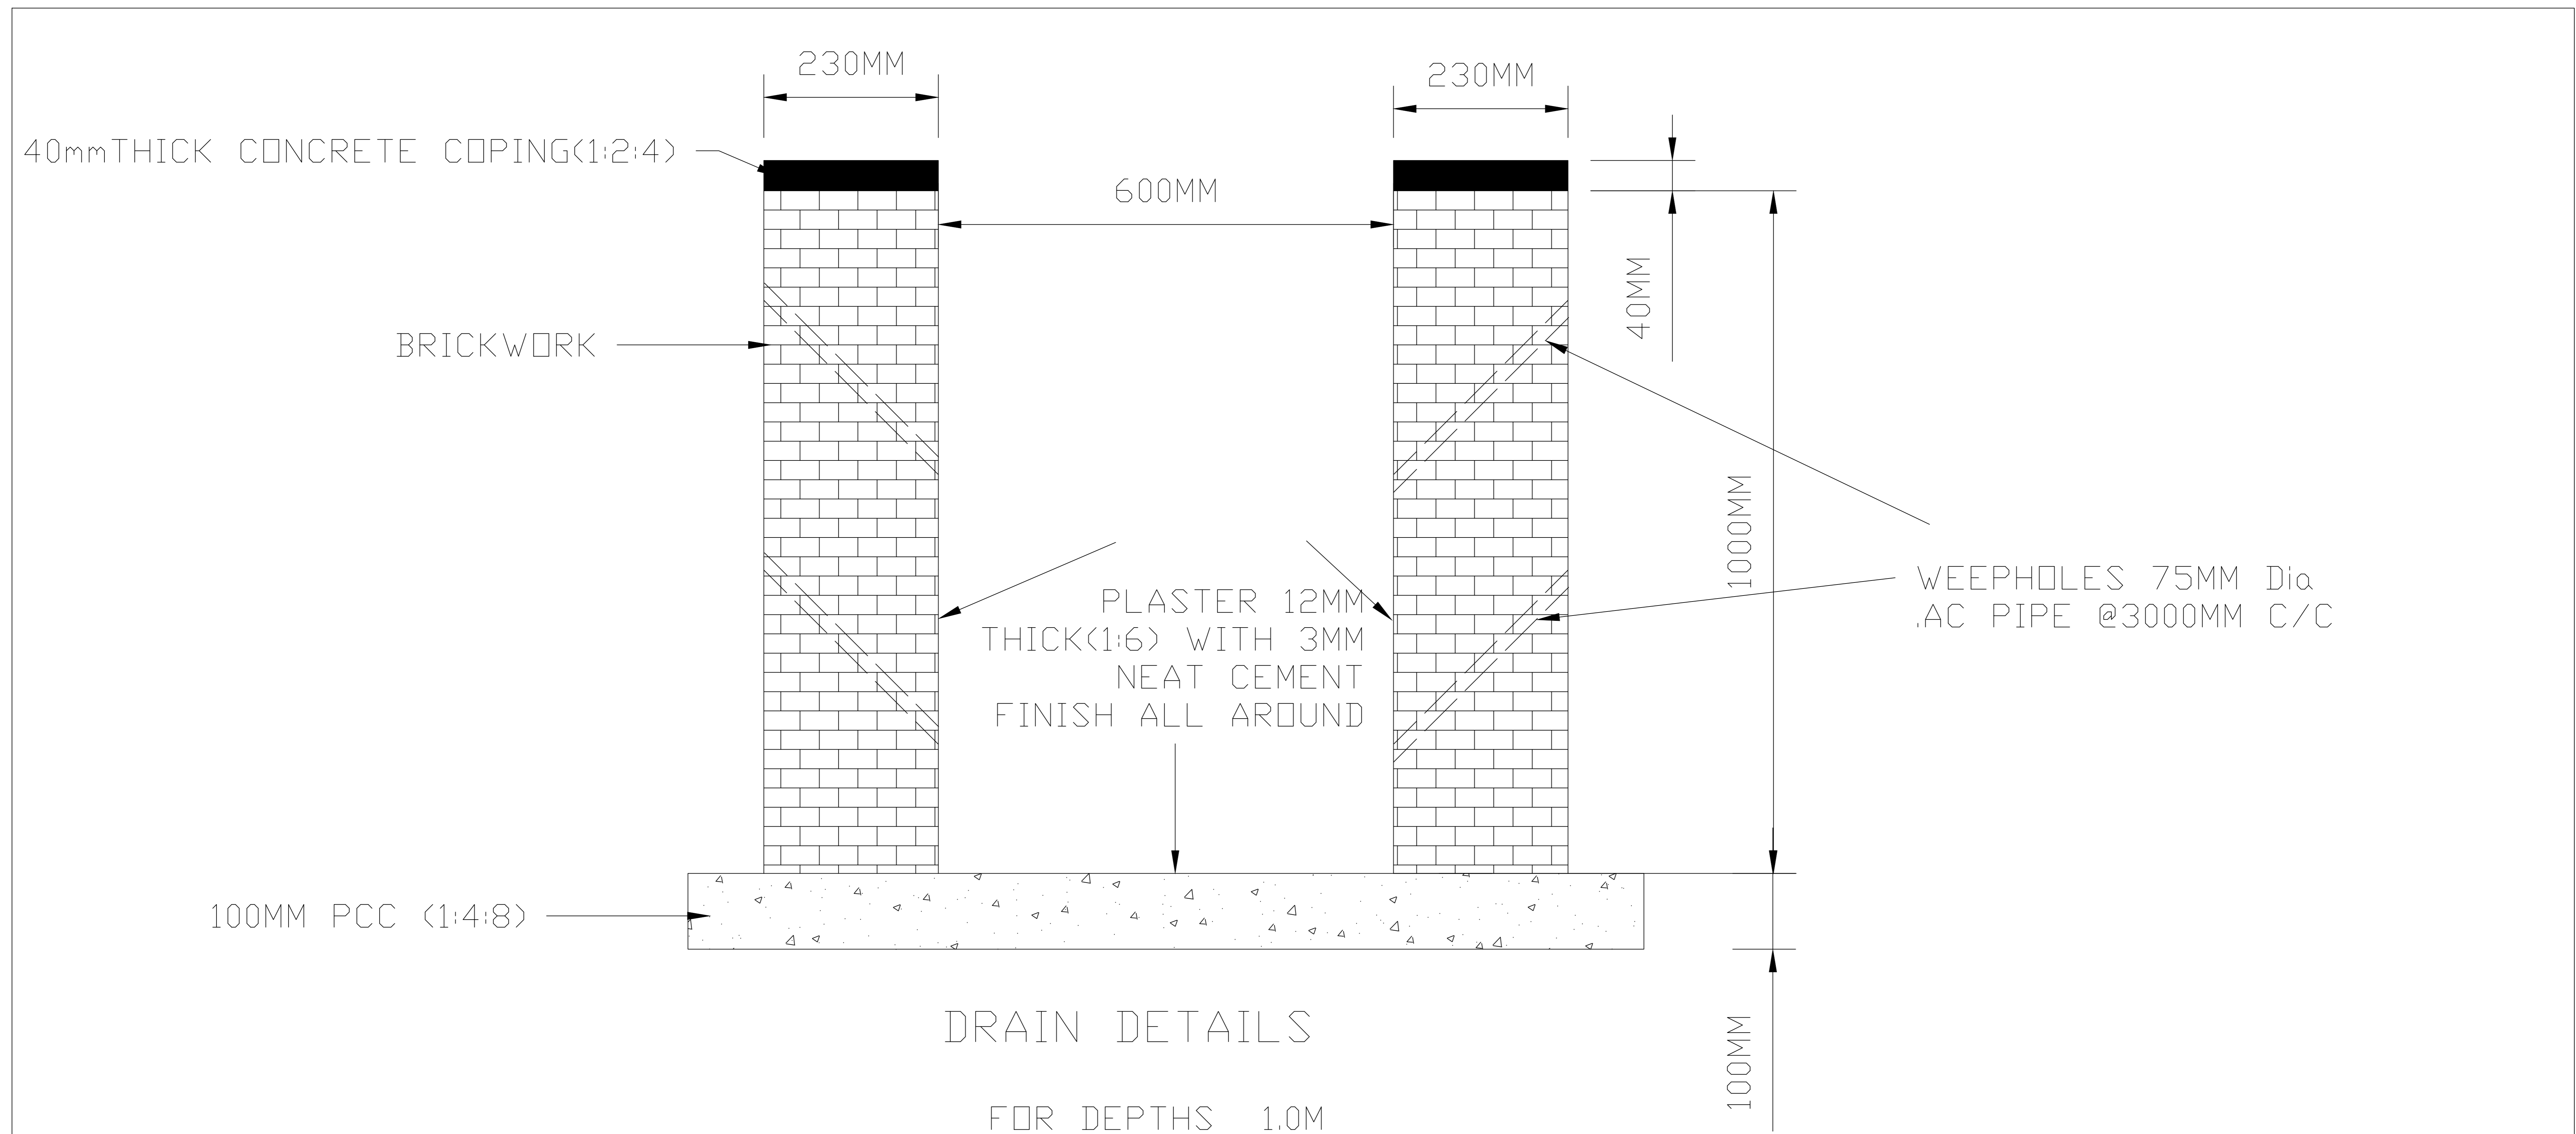 230MM
230MM
40mmTHICK CONCRETE COPING(1:2:4)
600MM
40MM
BRICKWORK
1000MM
WEEPHOLES 75MM Dia
.AC PIPE @3000MM C/C
PLASTER 12MM
THICK(1:6) WITH 3MM
NEAT CEMENT
FINISH ALL AROUND
100MM PCC (1:4:8)
100MM
DRAIN DETAILS
FOR DEPTHS 1.0M